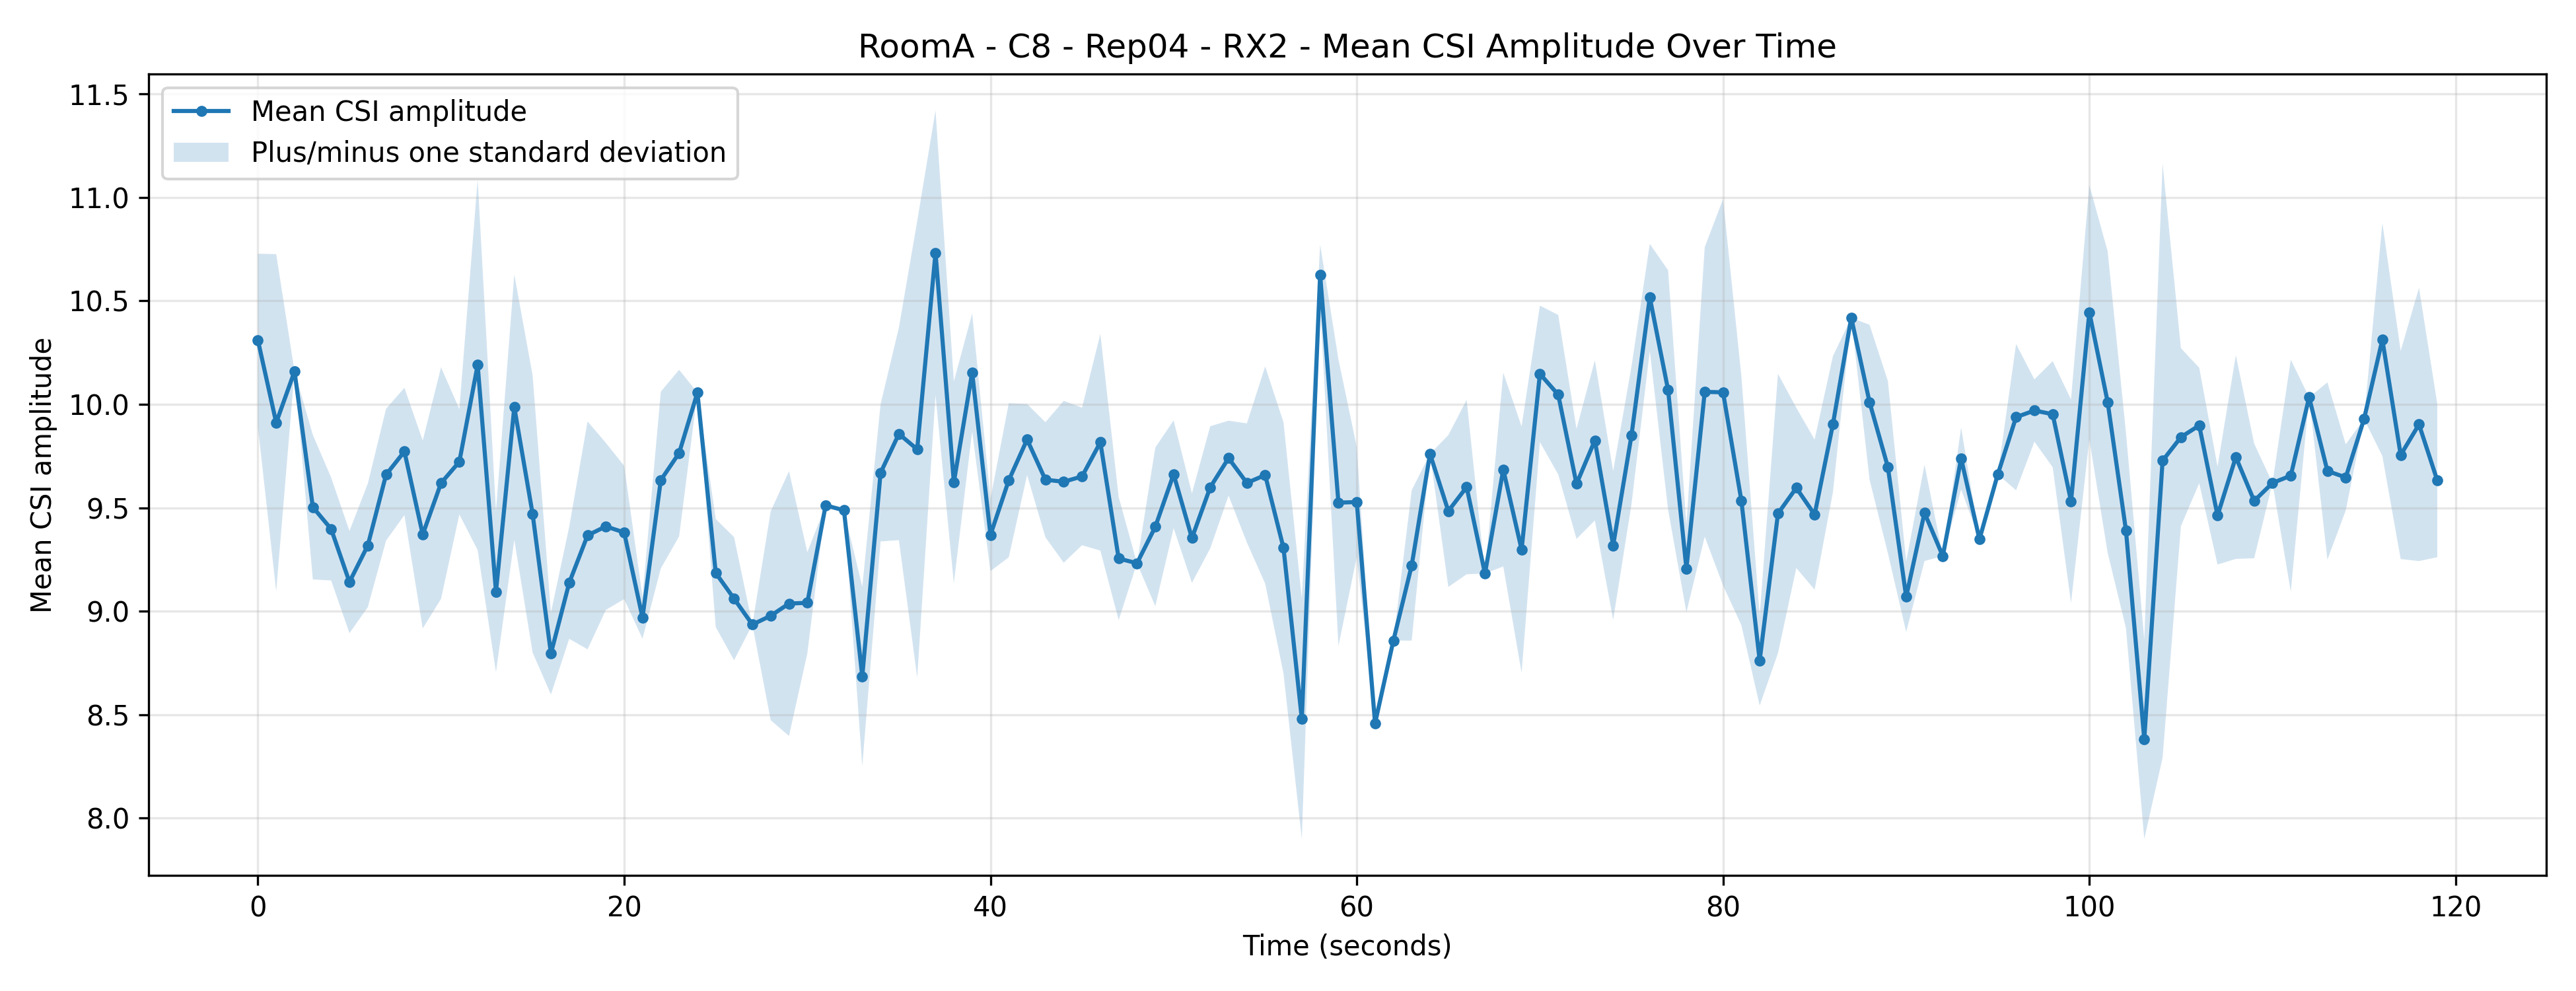 RoomA - C8 - Rep04 - RX2 - Mean CSI Amplitude Over Time
Mean CSI amplitude
Plus/minus one standard deviation
Mean CSI amplitude
11.5
11.0
10.5
10.0
9.5
9.0
8.5
8.0
0 20 40 60 80 100 120
Time (seconds)